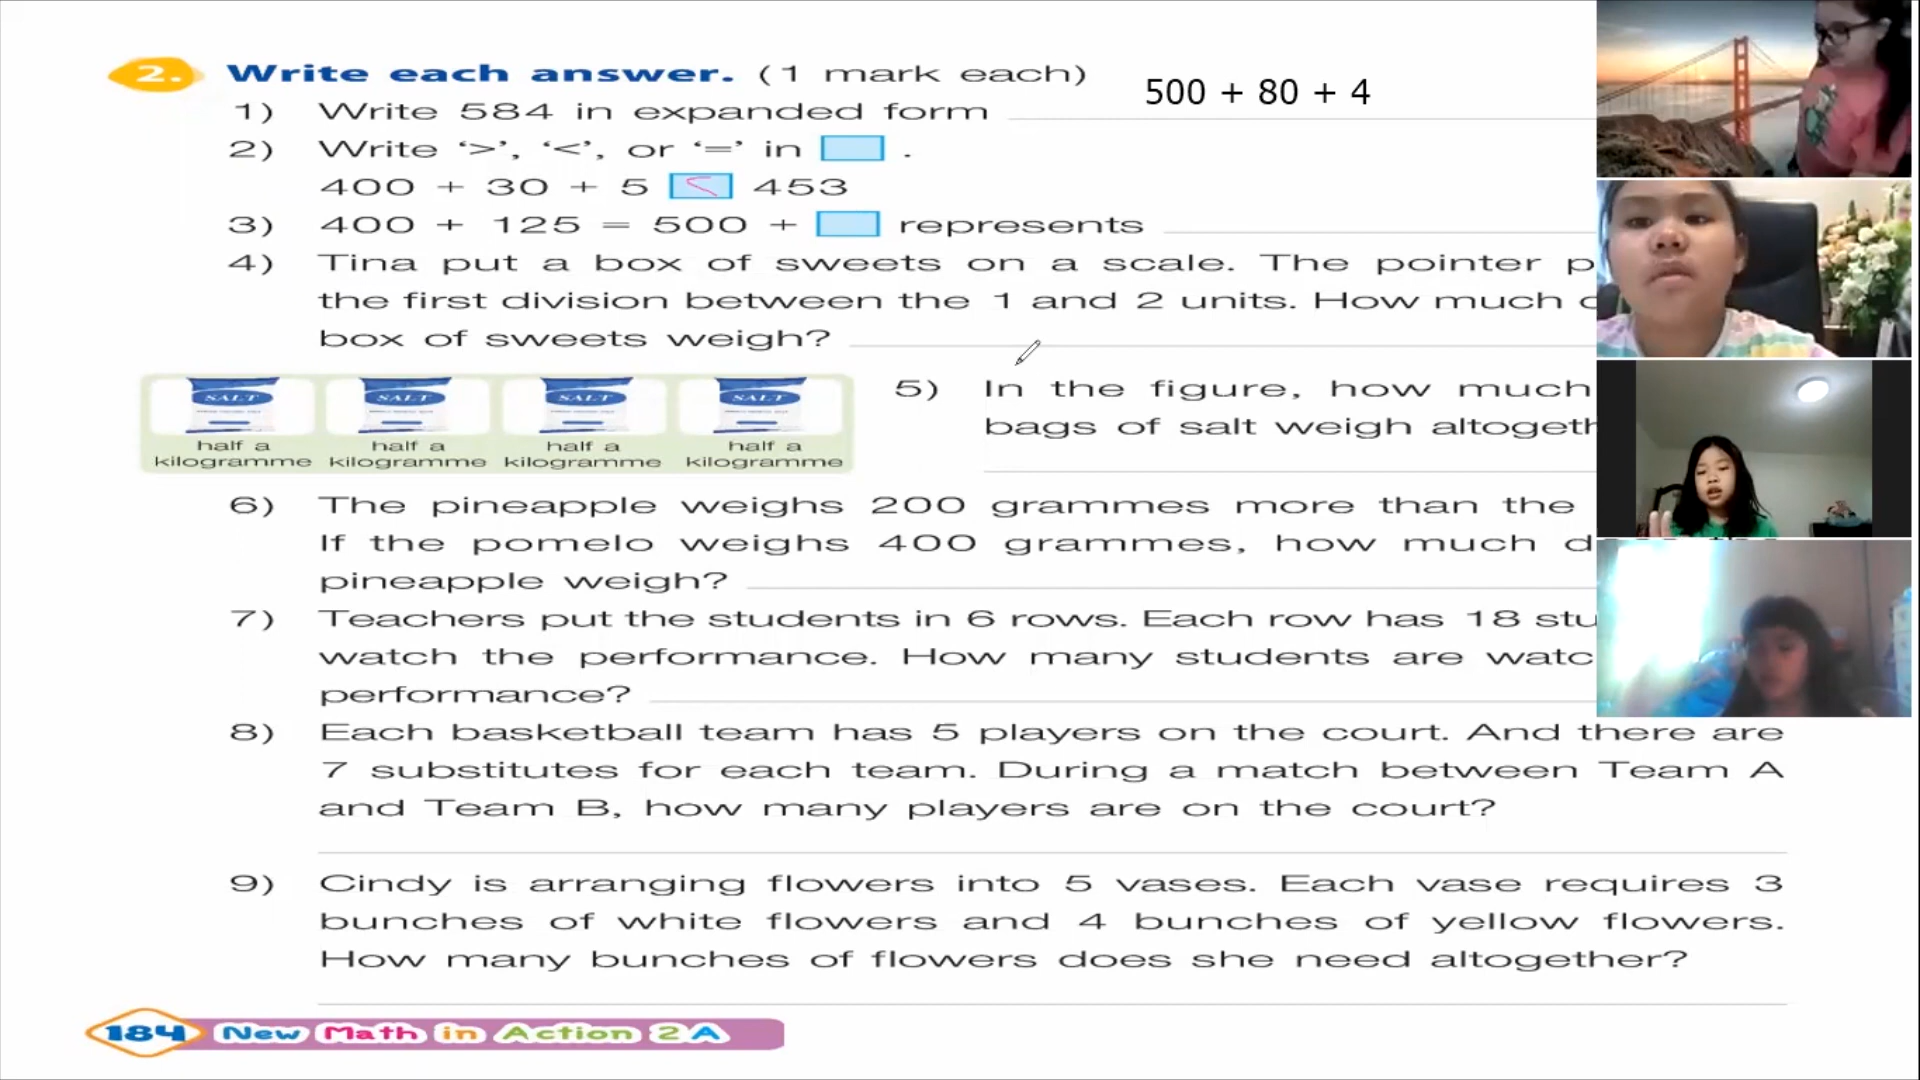 2. Write each answer. (1 mark each)
500 + 80 + 4
1) Write 584 in expanded form
2) Write ‘>’, ‘<’, or ‘=’ in .
400 + 30 + 5 < 453
3) 400 + 125 = 500 + represents
4) Tina put a box of sweets on a scale. The pointer p
the first division between the 1 and 2 units. How much
box of sweets weigh?
SALT SALT SALT SALT
half a half a half a half a
kilogramme kilogramme kilogramme kilogramme
5) In the figure, how much
bags of salt weigh altogeth
6) The pineapple weighs 200 grammes more than the
If the pomelo weighs 400 grammes, how much d
pineapple weigh?
7) Teachers put the students in 6 rows. Each row has 18 stu
watch the performance. How many students are watc
performance?
8) Each basketball team has 5 players on the court. And there are
7 substitutes for each team. During a match between Team A
and Team B, how many players are on the court?
9) Cindy is arranging flowers into 5 vases. Each vase requires 3
bunches of white flowers and 4 bunches of yellow flowers.
How many bunches of flowers does she need altogether?
184 New Math in Action 2A